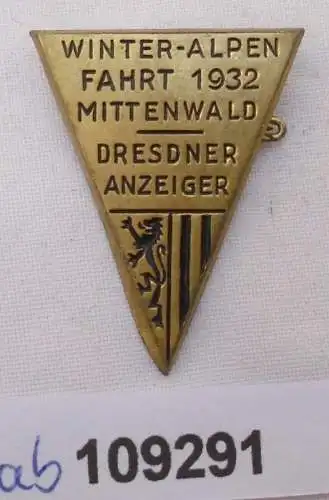 WINTER-ALPEN
FAHRT 1932
MITTENWALD
DRESDNER
ANZEIGER
ab 109291